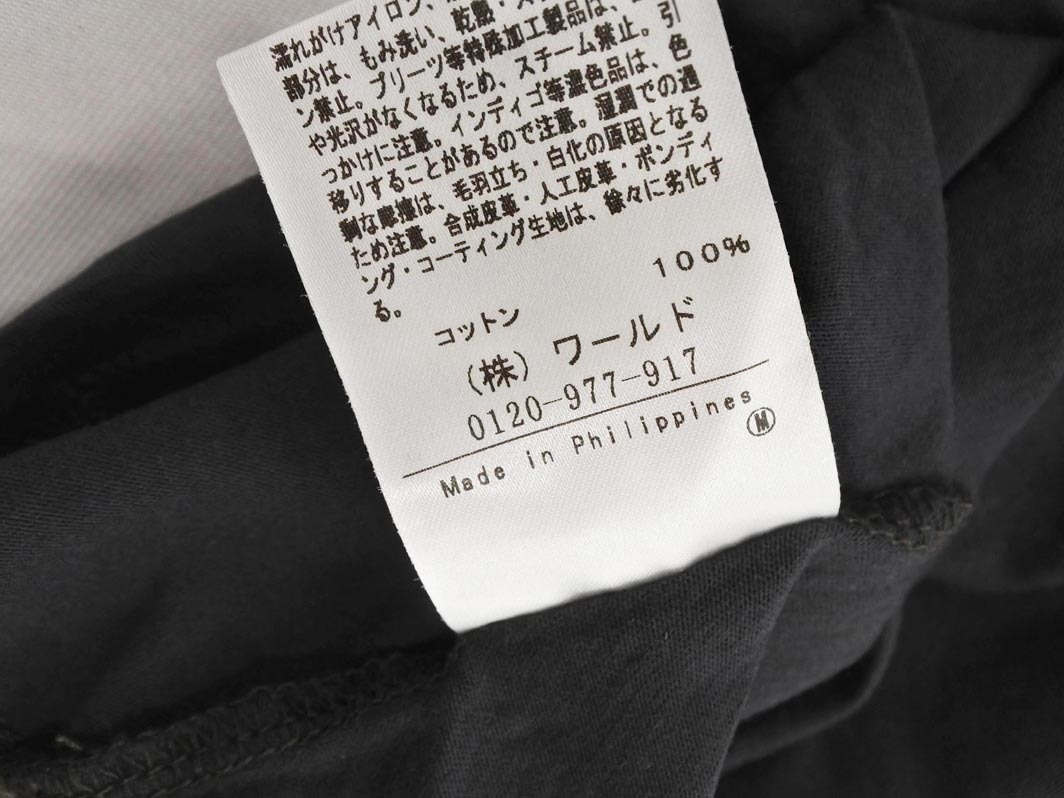 濡れがけアイロン、
部分は、もみ洗い、乾燥・ス
ン禁止。プリーツ等特殊加工製品は、
や光沢がなくなるため、スチーム禁止。引
っかけに注意。インディゴ等濃色品は、色
移りすることがあるので注意。湿潤での過
剰な摩擦は、毛羽立ち・白化の原因となる
ため注意。合成皮革・人工皮革・ボンディ
ング・コーティング生地は、徐々に劣化す
る。
コットン 100%
(株) ワールド
0120-977-917
Made in Philippines
M